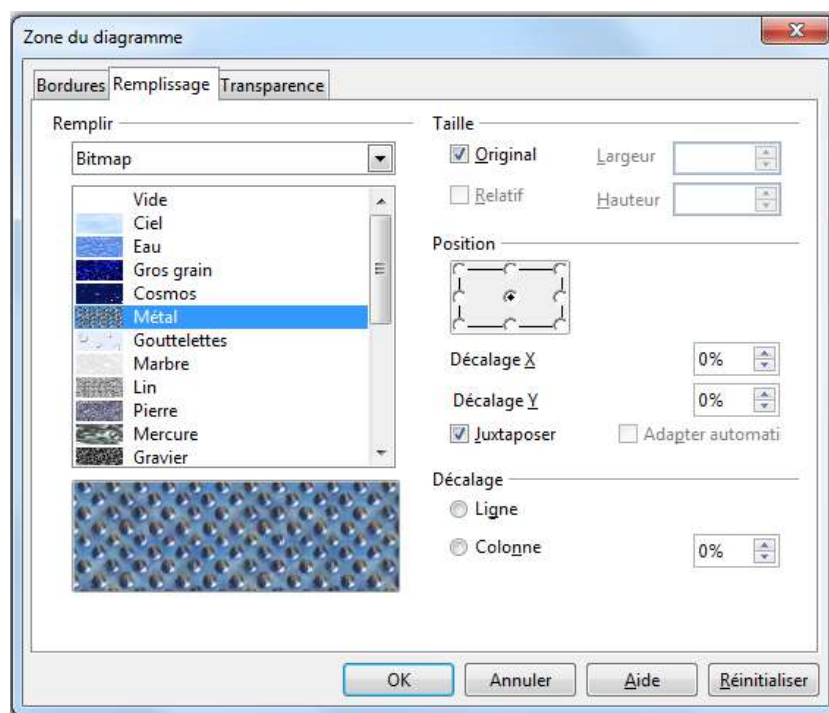 Zone du diagramme
Bordures Remplissage Transparence
Remplir
Bitmap
Vide
Ciel
Eau
Gros grain
Cosmos
Métal
Gouttelettes
Marbre
Lin
Pierre
Mercure
Gravier
Taille
Original Largeur
Relatif Hauteur
Position
Décalage X 0%
Décalage Y 0%
Juxtaposer Adapter automati
Décalage
Ligne
Colonne 0%
OK Annuler Aide Réinitialiser